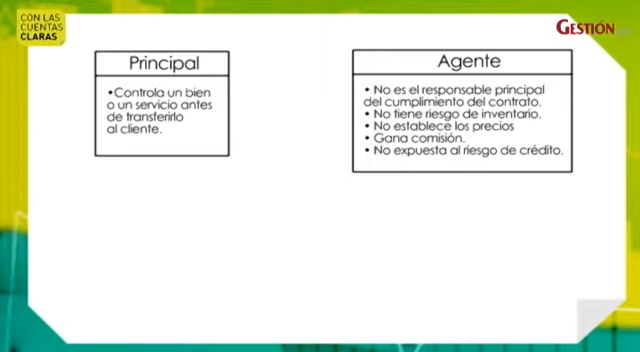 CON LAS
CUENTAS
CLARAS
GESTIÓN
Principal
•Controla un bien
o un servicio antes
de transferirlo
al cliente.
Agente
• No es el responsable principal
del cumplimiento del contrato.
• No tiene riesgo de inventario.
• No establece los precios
• Gana comisión.
• No expuesta al riesgo de crédito.